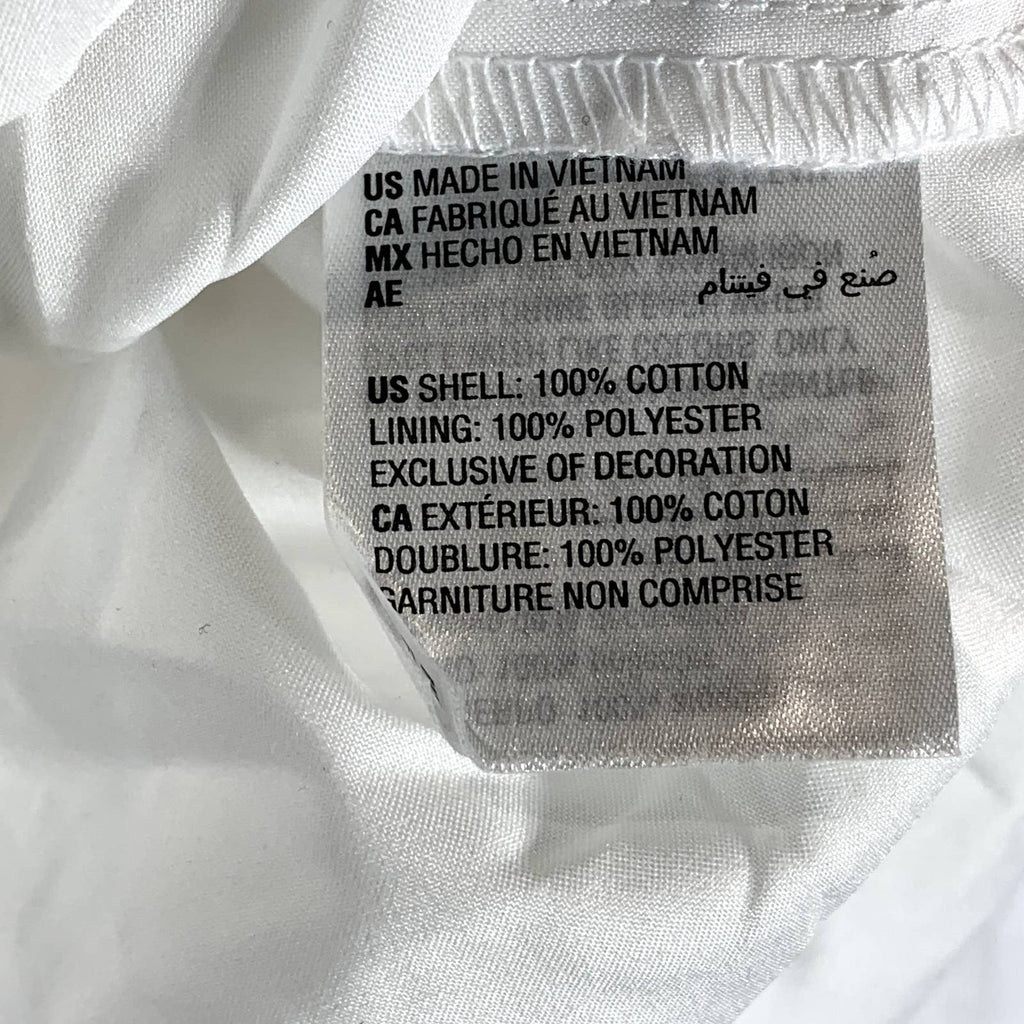 US MADE IN VIETNAM
CA FABRIQUÉ AU VIETNAM
MX HECHO EN VIETNAM
AE صُنع في فيتنام
US SHELL: 100% COTTON
LINING: 100% POLYESTER
EXCLUSIVE OF DECORATION
CA EXTÉRIEUR: 100% COTON
DOUBLURE: 100% POLYESTER
GARNITURE NON COMPRISE